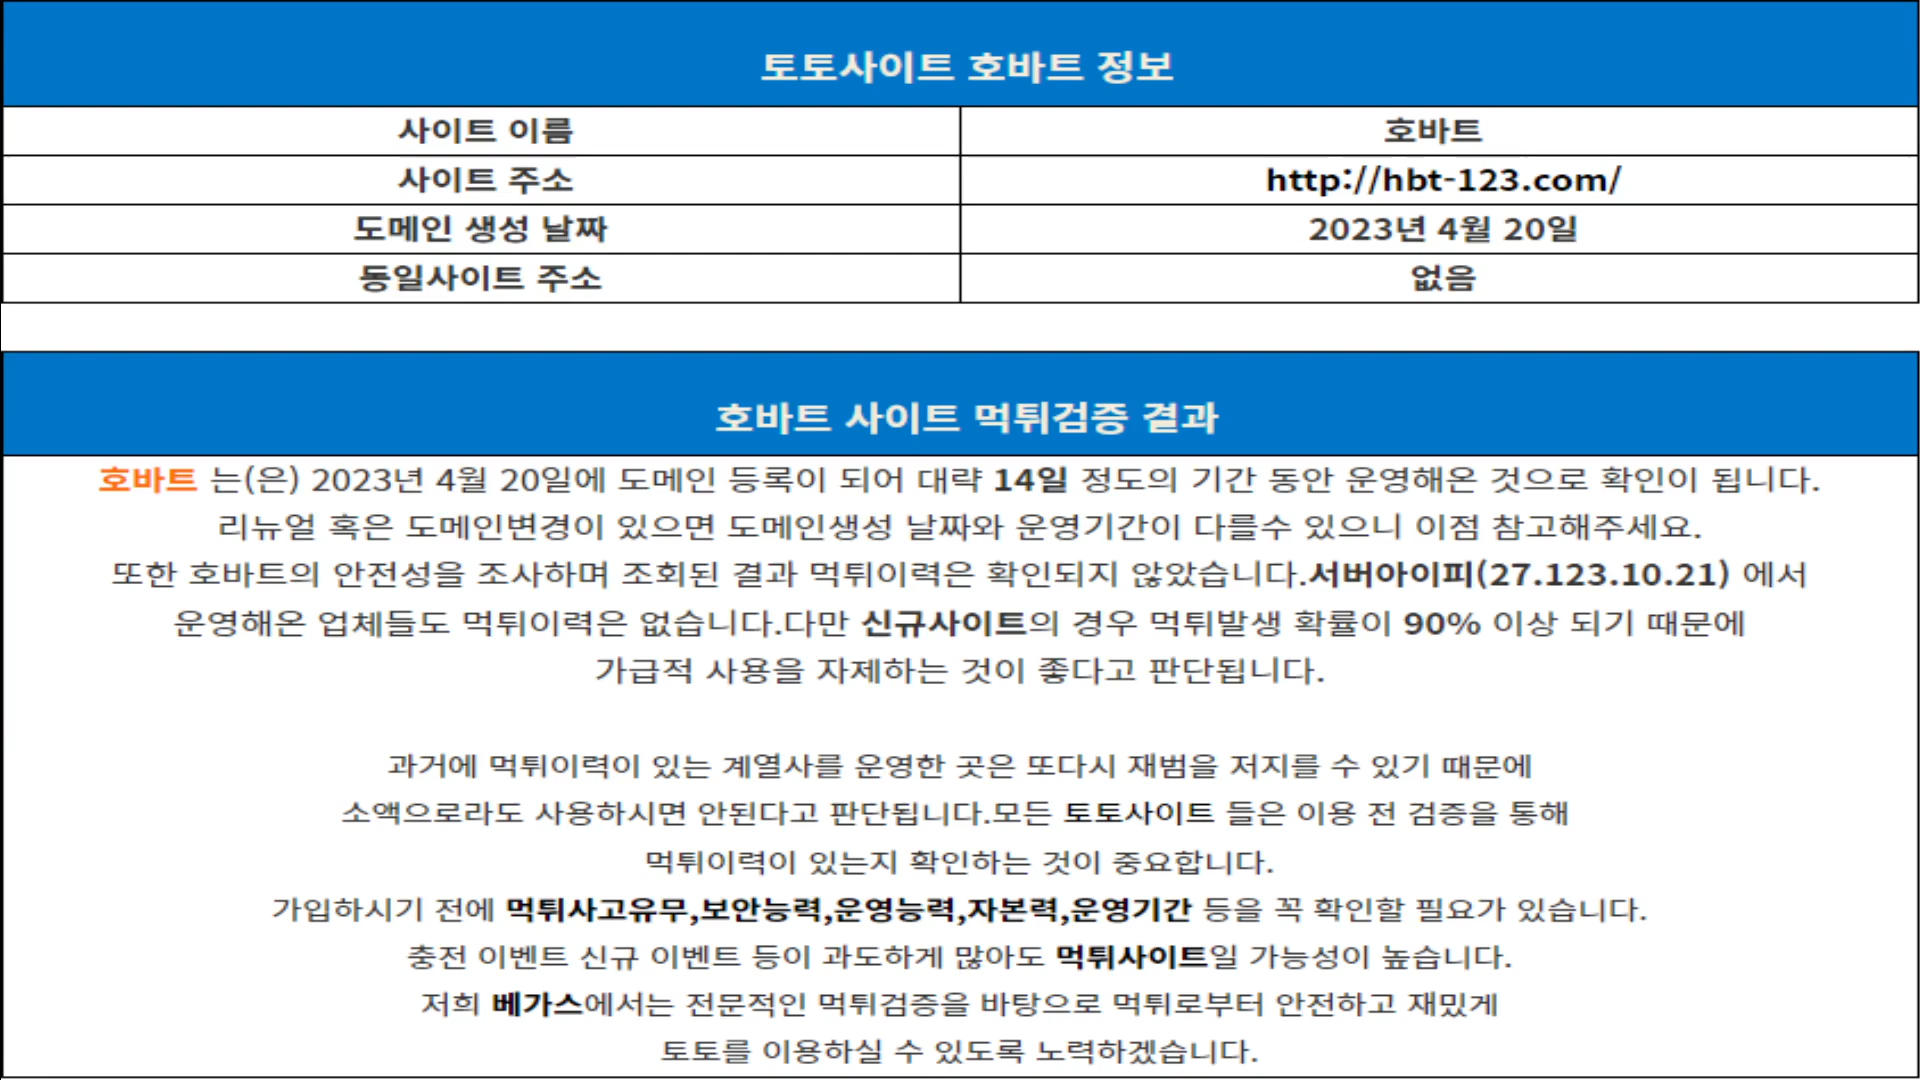 토토사이트 호바트 정보
사이트 이름 호바트
사이트 주소 http://hbt-123.com/
도메인 생성 날짜 2023년 4월 20일
동일사이트 주소 없음
호바트 사이트 먹튀검증 결과
호바트 는(은) 2023년 4월 20일에 도메인 등록이 되어 대략 14일 정도의 기간 동안 운영해온 것으로 확인이 됩니다.
리뉴얼 혹은 도메인변경이 있으면 도메인생성 날짜와 운영기간이 다를수 있으니 이점 참고해주세요.
또한 호바트의 안전성을 조사하며 조회된 결과 먹튀이력은 확인되지 않았습니다.서버아이피(27.123.10.21) 에서
운영해온 업체들도 먹튀이력은 없습니다.다만 신규사이트의 경우 먹튀발생 확률이 90% 이상 되기 때문에
가급적 사용을 자제하는 것이 좋다고 판단됩니다.
과거에 먹튀이력이 있는 계열사를 운영한 곳은 또다시 재범을 저지를 수 있기 때문에
소액으로라도 사용하시면 안된다고 판단됩니다.모든 토토사이트 들은 이용 전 검증을 통해
먹튀이력이 있는지 확인하는 것이 중요합니다.
가입하시기 전에 먹튀사고유무,보안능력,운영능력,자본력,운영기간 등을 꼭 확인할 필요가 있습니다.
충전 이벤트 신규 이벤트 등이 과도하게 많아도 먹튀사이트일 가능성이 높습니다.
저희 베가스에서는 전문적인 먹튀검증을 바탕으로 먹튀로부터 안전하고 재밌게
토토를 이용하실 수 있도록 노력하겠습니다.